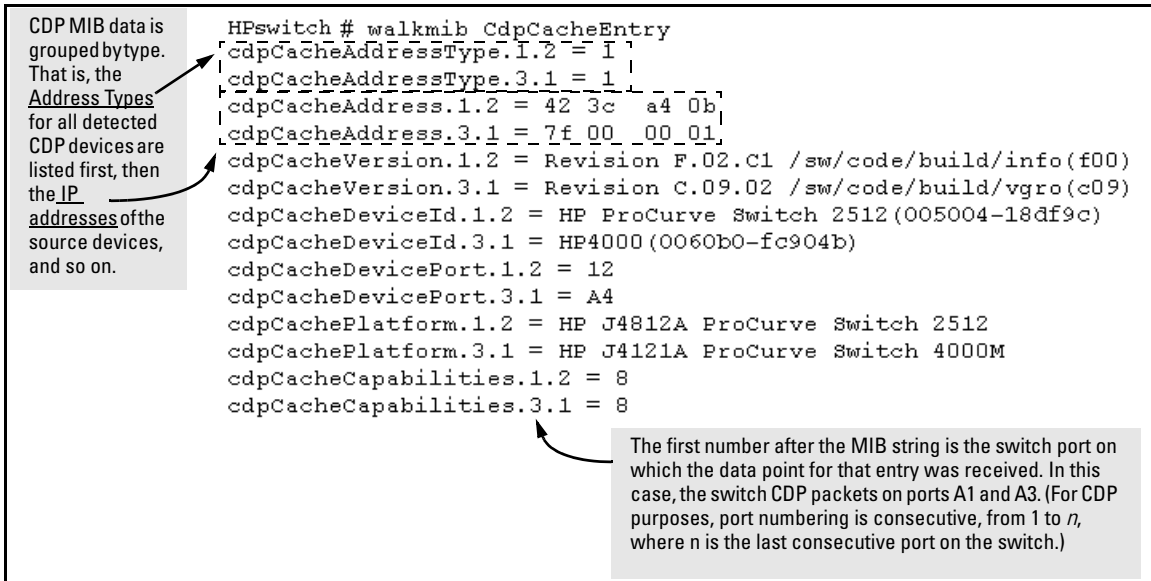 CDP MIB data is
grouped by type.
That is, the
Address Types
for all detected
CDP devices are
listed first, then
the IP
addresses of the
source devices,
and so on.
HPswitch # walkmib CdpCacheEntry
cdpCacheAddressType.1.2 = 1
cdpCacheAddressType.3.1 = 1
cdpCacheAddress.1.2 = 42 3c  a4 0b
cdpCacheAddress.3.1 = 7f 00  00 01
cdpCacheVersion.1.2 = Revision F.02.C1 /sw/code/build/info(f00)
cdpCacheVersion.3.1 = Revision C.09.02 /sw/code/build/vgro(c09)
cdpCacheDeviceId.1.2 = HP ProCurve Switch 2512(005004-18df9c)
cdpCacheDeviceId.3.1 = HP4000(0060b0-fc904b)
cdpCacheDevicePort.1.2 = 12
cdpCacheDevicePort.3.1 = A4
cdpCachePlatform.1.2 = HP J4812A ProCurve Switch 2512
cdpCachePlatform.3.1 = HP J4121A ProCurve Switch 4000M
cdpCacheCapabilities.1.2 = 8
cdpCacheCapabilities.3.1 = 8
The first number after the MIB string is the switch port on
which the data point for that entry was received. In this
case, the switch CDP packets on ports A1 and A3. (For CDP
purposes, port numbering is consecutive, from 1 to n,
where n is the last consecutive port on the switch.)